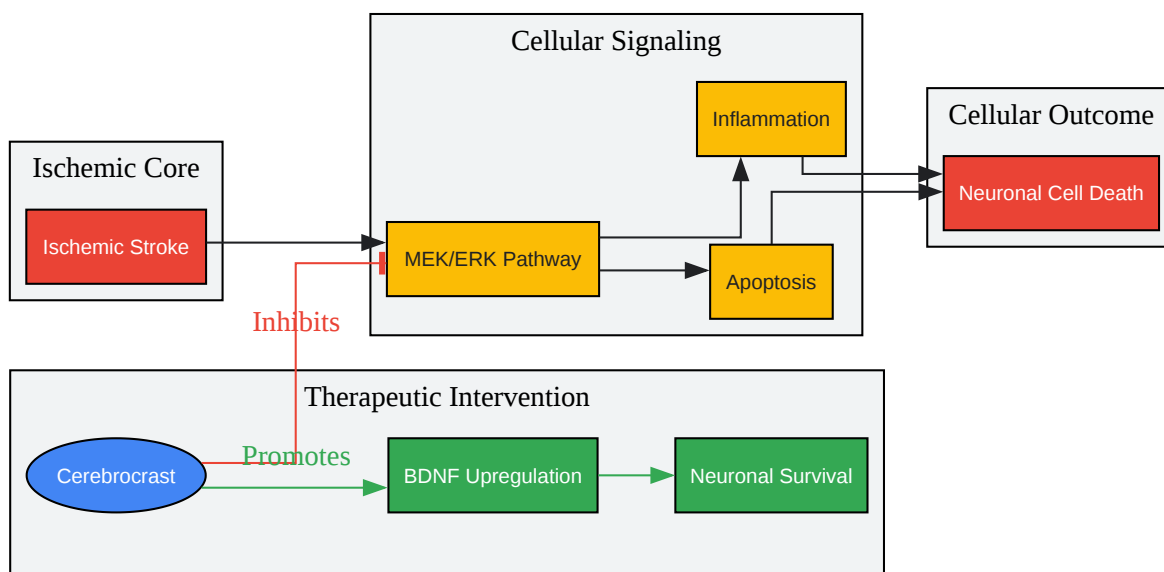 Cellular Signaling
Inflammation
Cellular Outcome
Ischemic Core
Neuronal Cell Death
Ischemic Stroke
MEK/ERK Pathway
Apoptosis
Inhibits
Therapeutic Intervention
Promotes
Cerebrocrast
BDNF Upregulation
Neuronal Survival